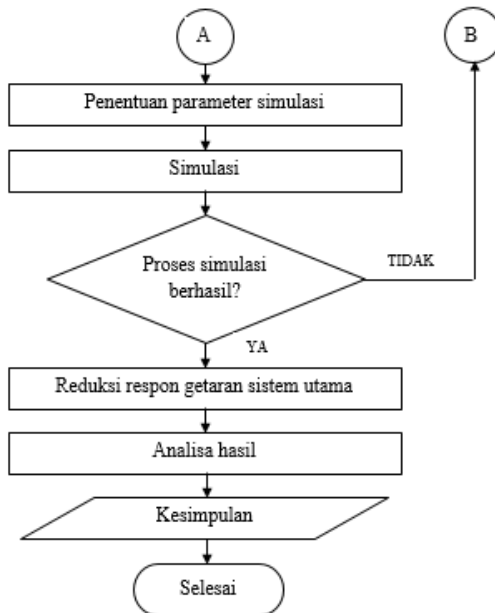 A
B
Penentuan parameter simulasi
Simulasi
Proses simulasi
berhasil?
TIDAK
YA
Reduksi respon getaran sistem utama
Analisa hasil
Kesimpulan
Selesai